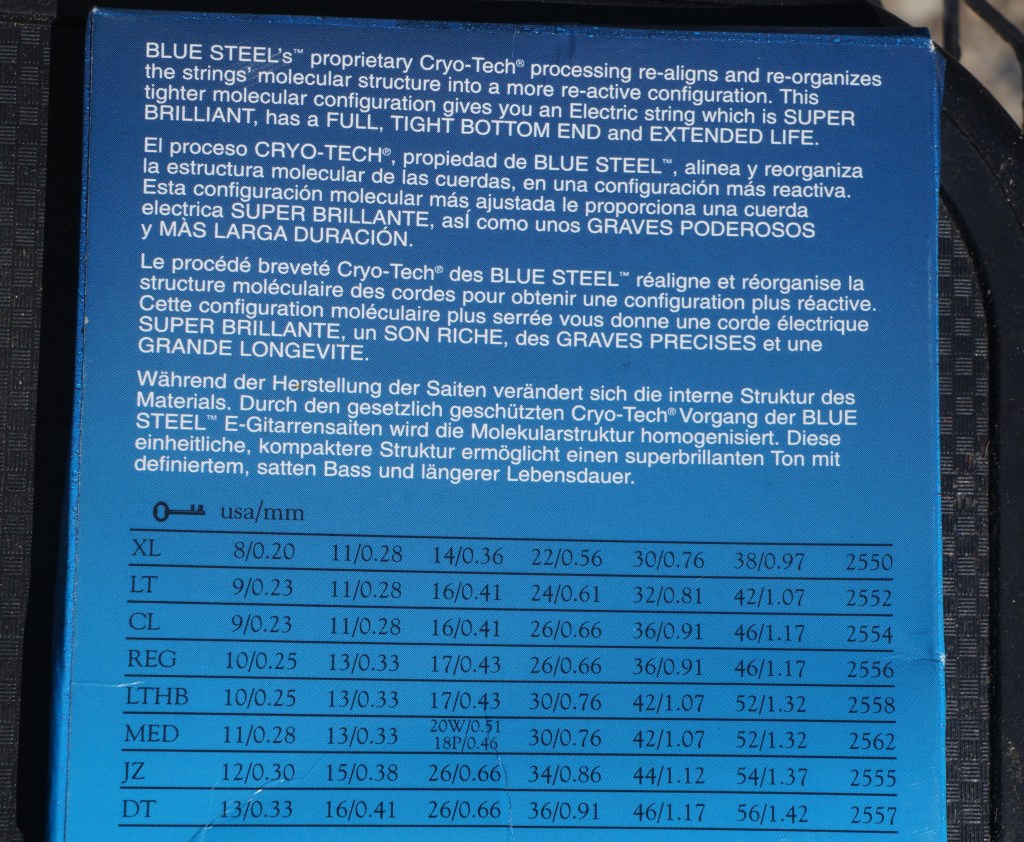 BLUE STEEL's™ proprietary Cryo-Tech® processing re-aligns and re-organizes
the strings' molecular structure into a more re-active configuration. This
tighter molecular configuration gives you an Electric string which is SUPER
BRILLIANT, has a FULL, TIGHT BOTTOM END and EXTENDED LIFE.
El proceso CRYO-TECH®, propiedad de BLUE STEEL™, alinea y reorganiza
la estructura molecular de las cuerdas, en una configuración más reactiva.
Esta configuración molecular más ajustada le proporciona una cuerda
electrica SUPER BRILLANTE, así como unos GRAVES PODEROSOS
y MÀS LARGA DURACIÓN.
Le procédé breveté Cryo-Tech® des BLUE STEEL™ réaligne et réorganise la
structure moléculaire des cordes pour obtenir une configuration plus réactive.
Cette configuration moléculaire plus serrée vous donne une corde électrique
SUPER BRILLANTE, un SON RICHE, des GRAVES PRECISES et une
GRANDE LONGEVITE.
Während der Herstellung der Saiten verändert sich die interne Struktur des
Materials. Durch den gesetzlich geschützten Cryo-Tech® Vorgang der BLUE
STEEL™ E-Gitarrensaiten wird die Molekularstruktur homogenisiert. Diese
einheitliche, kompaktere Struktur ermöglicht einen superbrillanten Ton mit
definiertem, satten Bass und längerer Lebensdauer.
usa/mm
XL 8/0.20 11/0.28 14/0.36 22/0.56 30/0.76 38/0.97 2550
LT 9/0.23 11/0.28 16/0.41 24/0.61 32/0.81 42/1.07 2552
CL 9/0.23 11/0.28 16/0.41 26/0.66 36/0.91 46/1.17 2554
REG 10/0.25 13/0.33 17/0.43 26/0.66 36/0.91 46/1.17 2556
LTHB 10/0.25 13/0.33 17/0.43 30/0.76 42/1.07 52/1.32 2558
MED 11/0.28 13/0.33 20W/0.51 18P/0.46 30/0.76 42/1.07 52/1.32 2562
JZ 12/0.30 15/0.38 26/0.66 34/0.86 44/1.12 54/1.37 2555
DT 13/0.33 16/0.41 26/0.66 36/0.91 46/1.17 56/1.42 2557